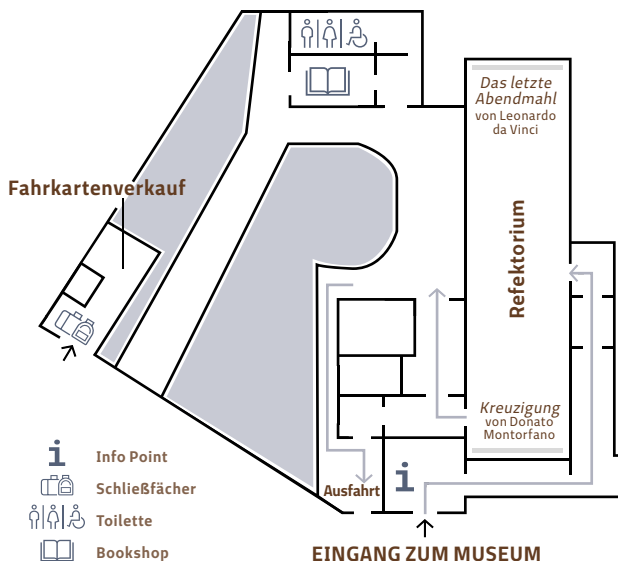 Das letzte
Abendmahl
von Leonardo
da Vinci
Fahrkartenverkauf
Refektorium
Kreuzigung
von Donato
Montorfano
i
Info Point
Schließfächer
Toilette
Bookshop
Ausfahrt
i
EINGANG ZUM MUSEUM